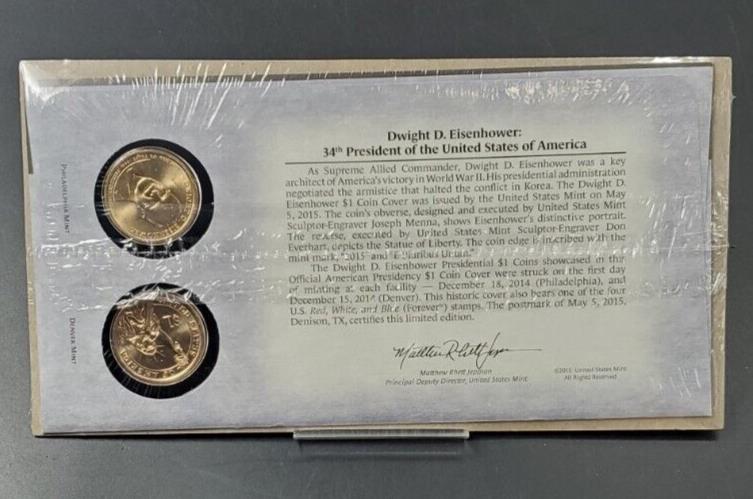 Dwight D. Eisenhower:
34th President of the United States of America
As Supreme Allied Commander, Dwight D. Eisenhower was a key
architect of America's victory in World War II. His presidential administration
negotiated the armistice that halted the conflict in Korea. The Dwight D.
Eisenhower $1 Coin Cover was issued by the United States Mint on May
5, 2015. The coin's obverse, designed and executed by United States Mint
Sculptor-Engraver Joseph Menna, shows Eisenhower's distinctive portrait.
The reverse, executed by United States Mint Sculptor-Engraver Don
Everhart, depicts the Statue of Liberty. The coin edge is inscribed with the
mint mark, "2015" and "E Pluribus Unum."
The Dwight D. Eisenhower Presidential $1 Coins showcased in the
Official American Presidency $1 Coin Cover were struck on the first day
of minting at each facility — December 18, 2014 (Philadelphia), and
December 15, 2014 (Denver). This historic cover also bears one of the four
U.S. Red, White, and Blue (Forever®) stamps. The postmark of May 5, 2015,
Denison, TX, certifies this limited edition.
Matthew Rhett Jeppson
Principal Deputy Director, United States Mint
©2015 United States Mint
All Rights Reserved
PHILADELPHIA MINT
DENVER MINT